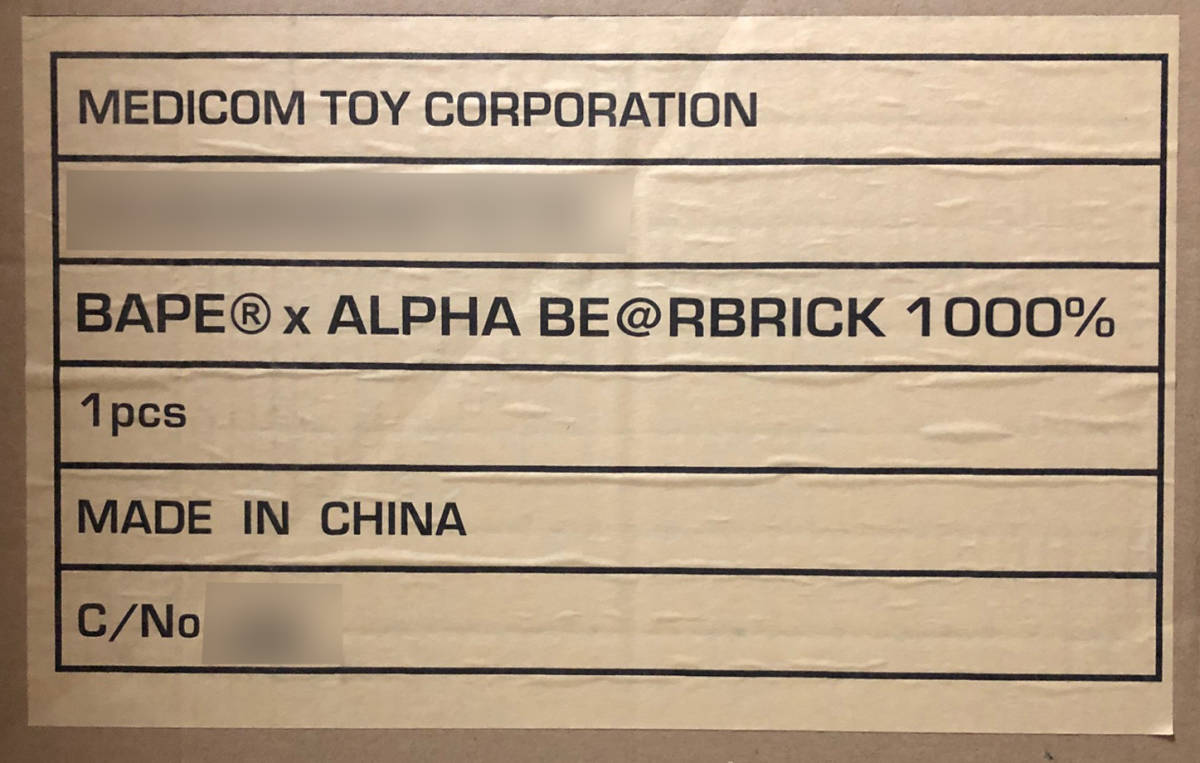 MEDICOM TOY CORPORATION
BAPE® x ALPHA BE@RBRICK 1000%
1pcs
MADE IN CHINA
C/No